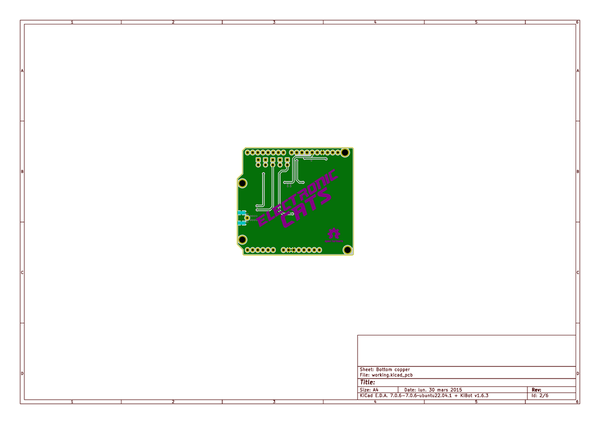 1 2 3 4 5 6
A A
B B
ELECTRONIC
CATS
C C
Sheet: Bottom copper
File: working.kicad_pcb
Title:
D D
Size: A4 Date: lun. 30 mars 2015 Rev:
KiCad E.D.A. 7.0.6-7.0.6~ubuntu22.04.1 + KiBot v1.6.3 Id: 2/6
1 2 3 4 5 6